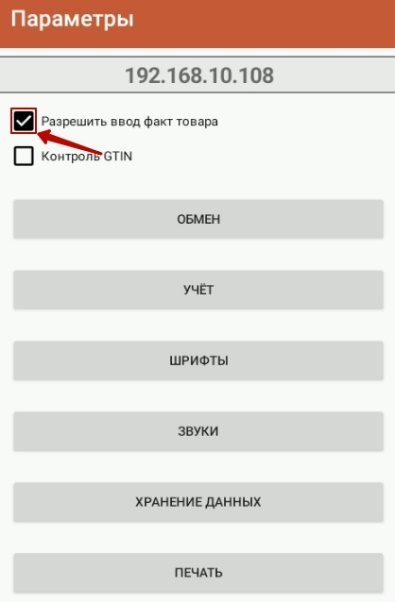 Параметры
192.168.10.108
Разрешить ввод факт товара
Контроль GTIN
ОБМЕН
УЧЁТ
ШРИФТЫ
ЗВУКИ
ХРАНЕНИЕ ДАННЫХ
ПЕЧАТЬ